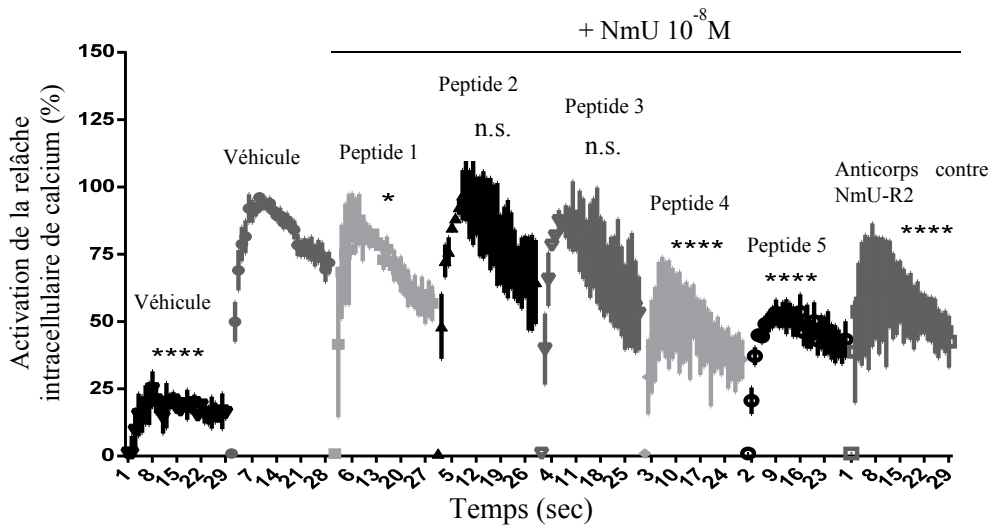 + NmU 10⁻⁸M
Activation de la relâche
intracellulaire de calcium (%)
150
125
100
75
50
25
0
Véhicule
****
Véhicule
Peptide 1
*
Peptide 2
n.s.
Peptide 3
n.s.
Peptide 4
****
Peptide 5
****
Anticorps contre
NmU-R2
****
1 8 15 22 29 7 14 21 28 6 13 20 27 5 12 19 26 4 11 18 25 3 10 17 24 2 9 16 23 1 8 15 22 29
Temps (sec)